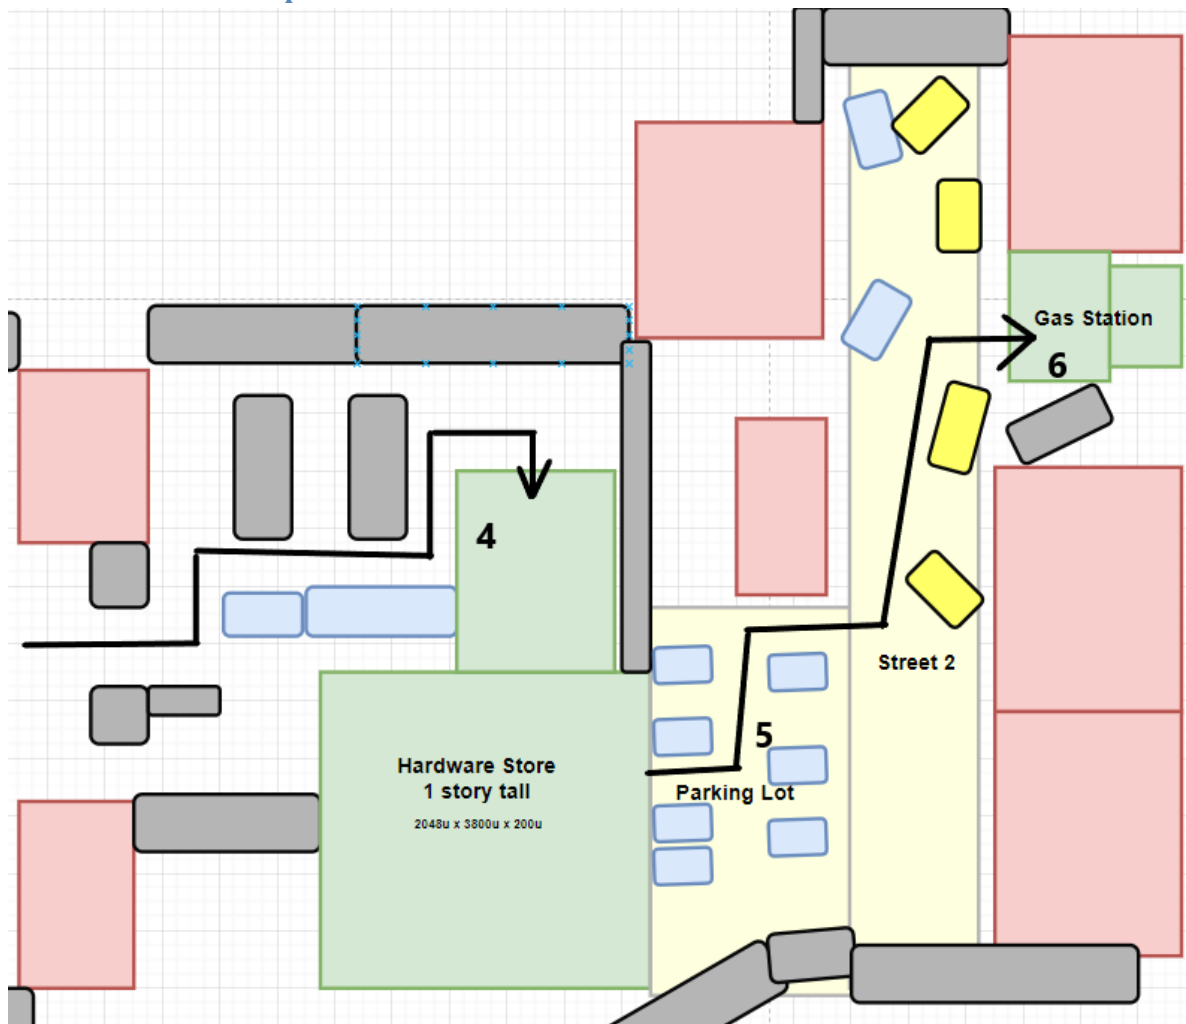 Gas Station
6
4
Street 2
5
Hardware Store
1 story tall
Parking Lot
2048u x 3800u x 200u